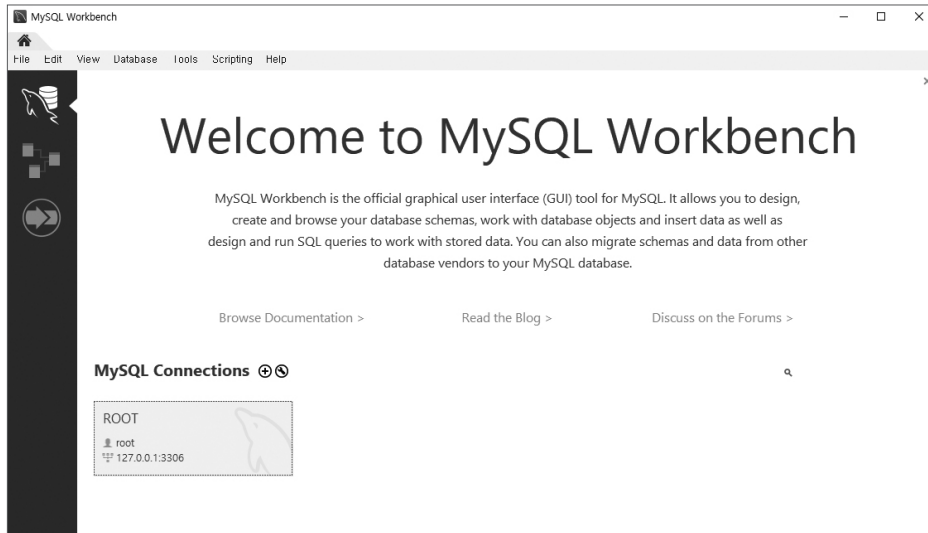 MySQL Workbench
File Edit View Database Tools Scripting Help
Welcome to MySQL Workbench
MySQL Workbench is the official graphical user interface (GUI) tool for MySQL. It allows you to design,
create and browse your database schemas, work with database objects and insert data as well as
design and run SQL queries to work with stored data. You can also migrate schemas and data from other
database vendors to your MySQL database.
Browse Documentation > Read the Blog > Discuss on the Forums >
MySQL Connections
ROOT
root
127.0.0.1:3306